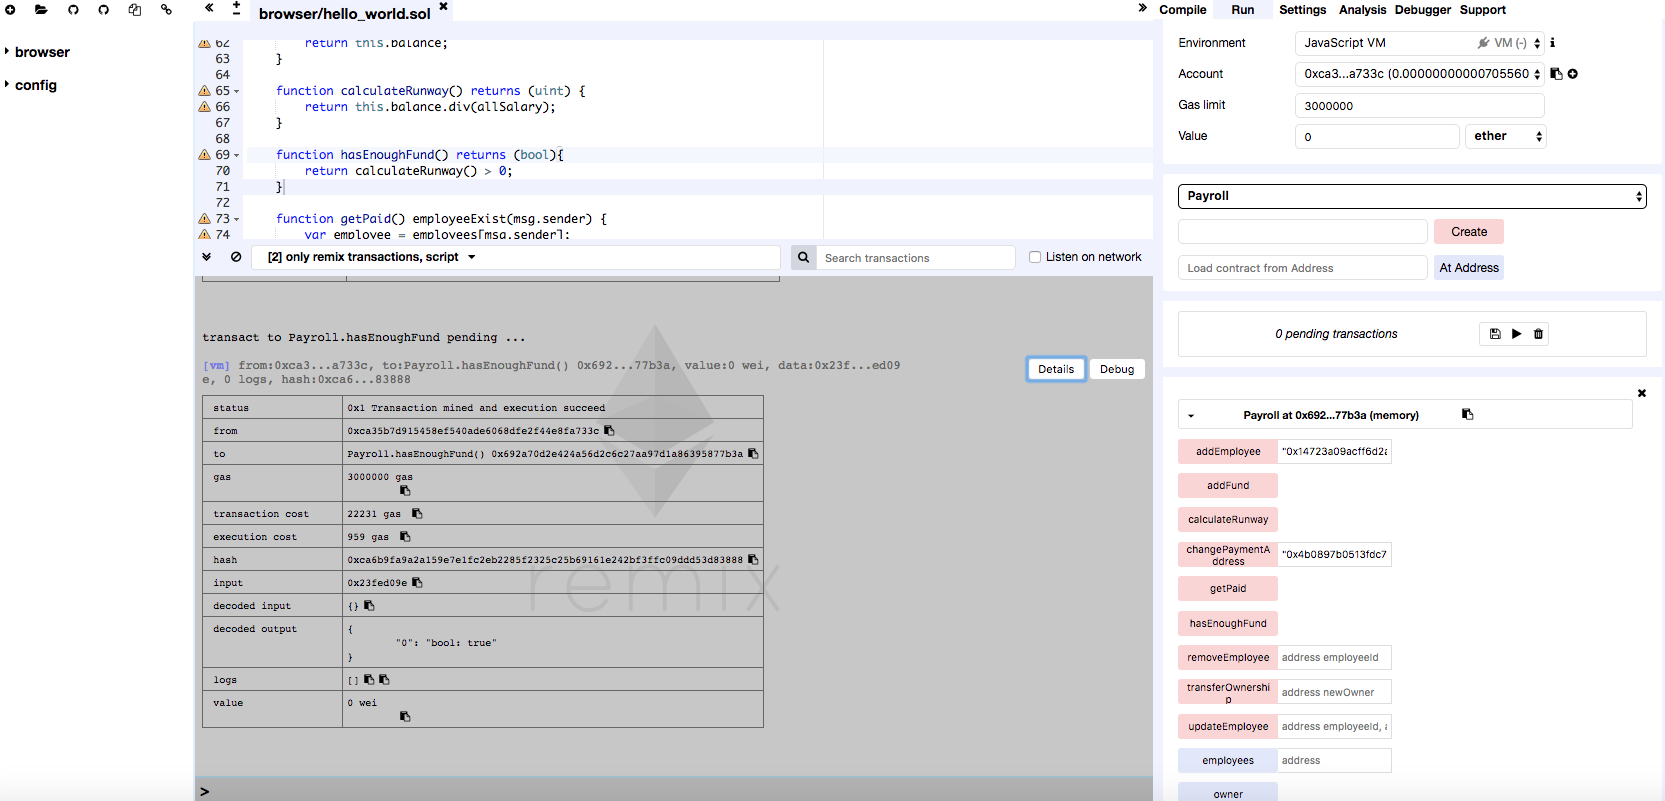 browser/hello_world.sol
browser
config
62 return this.balance;
63 }
64
65 function calculateRunway() returns (uint) {
66 return this.balance.div(allSalary);
67 }
68
69 function hasEnoughFund() returns (bool){
70 return calculateRunway() > 0;
71 }
72
73 function getPaid() employeeExist(msg.sender) {
74 var employee = employees[msg.sender];
[2] only remix transactions, script
Search transactions
Listen on network
transact to Payroll.hasEnoughFund pending ...
[vm] from:0xca3...a733c, to:Payroll.hasEnoughFund() 0x692...77b3a, value:0 wei, data:0x23f...ed09
e, 0 logs, hash:0xca6...83888
Details
Debug
status 0x1 Transaction mined and execution succeed
from 0xca35b7d915458ef540ade6068dfe2f44e8fa733c
to Payroll.hasEnoughFund() 0x692a70d2e424a56d2c6c27aa97d1a86395877b3a
gas 3000000 gas
transaction cost 22231 gas
execution cost 959 gas
hash 0xca6b9fa9a2a159e7e1fc2eb2285f2325c25b69161e242bf3ffc09ddd53d83888
input 0x23fed09e
decoded input {}
decoded output {
"0": "bool: true"
}
logs []
value 0 wei
remix
>
Compile Run Settings Analysis Debugger Support
Environment JavaScript VM VM (-)
Account 0xca3...a733c (0.00000000000705560
Gas limit 3000000
Value 0 ether
Payroll
Create
Load contract from Address At Address
0 pending transactions
Payroll at 0x692...77b3a (memory)
addEmployee "0x14723a09acff6d2a
addFund
calculateRunway
changePaymentA
ddress "0x4b0897b0513fdc7
getPaid
hasEnoughFund
removeEmployee address employeeId
transferOwnershi
p address newOwner
updateEmployee address employeeId, a
employees address
owner